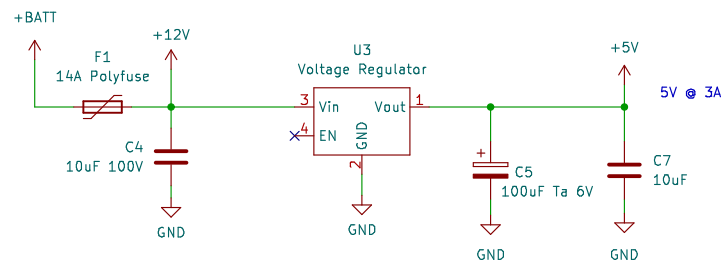 +BATT
F1
14A Polyfuse
+12V
C4
10uF 100V
GND
U3
Voltage Regulator
3
Vin
Vout
1
4
EN
GND
2
GND
+
C5
100uF Ta 6V
GND
+5V
5V @ 3A
C7
10uF
GND